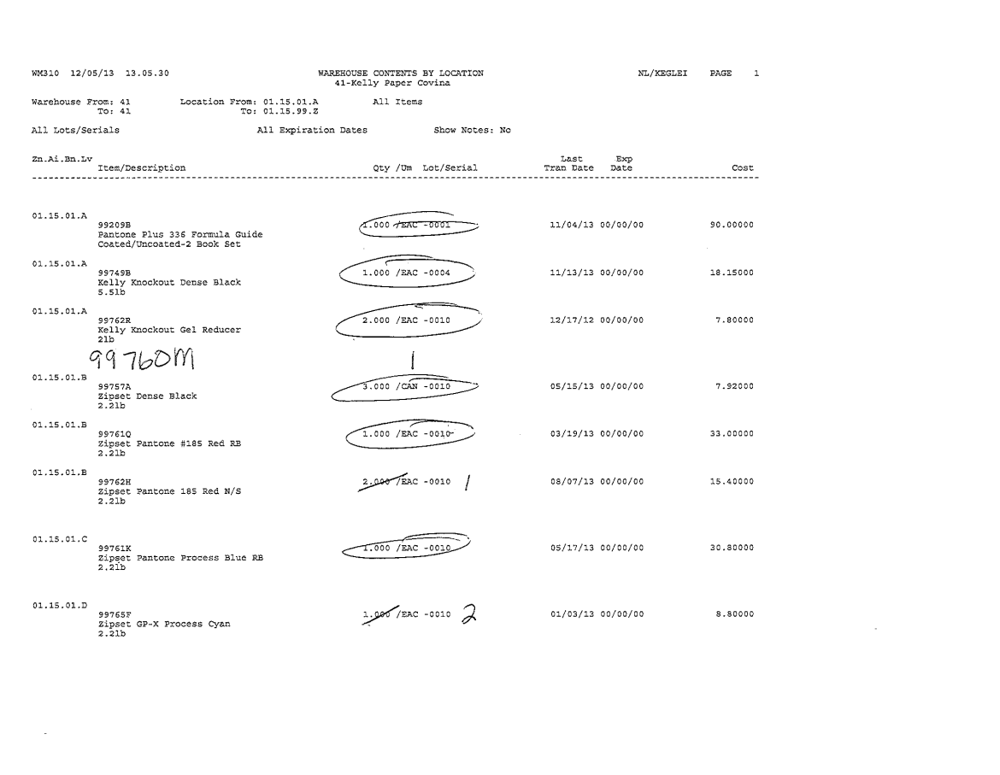 WM310 12/05/13 13.05.30 WAREHOUSE CONTENTS BY LOCATION NL/KEGLEI PAGE 1
41-Kelly Paper Covina
Warehouse From: 41 Location From: 01.15.01.A All Items
To: 41 To: 01.15.99.Z
All Lots/Serials All Expiration Dates Show Notes: No
Zn.Ai.Bn.Lv Last Exp
Item/Description Qty /Um Lot/Serial Tran Date Date Cost
01.15.01.A
99209B 1.000 /EAC -0001 11/04/13 00/00/00 90.00000
Pantone Plus 336 Formula Guide
Coated/Uncoated-2 Book Set
01.15.01.A
99749B 1.000 /EAC -0004 11/13/13 00/00/00 18.15000
Kelly Knockout Dense Black
5.5lb
01.15.01.A
99762R 2.000 /EAC -0010 12/17/12 00/00/00 7.80000
Kelly Knockout Gel Reducer
2lb
99760M 1
01.15.01.B
99757A 3.000 /CAN -0010 05/15/13 00/00/00 7.92000
Zipset Dense Black
2.2lb
01.15.01.B
99761Q 1.000 /EAC -0010 03/19/13 00/00/00 33.00000
Zipset Pantone #185 Red RB
2.2lb
01.15.01.B
99762H 2.000 /EAC -0010 1 08/07/13 00/00/00 15.40000
Zipset Pantone 185 Red N/S
2.2lb
01.15.01.C
99761K 1.000 /EAC -0010 05/17/13 00/00/00 30.80000
Zipset Pantone Process Blue RB
2.2lb
01.15.01.D
99765F 1.000 /EAC -0010 2 01/03/13 00/00/00 8.80000
Zipset GP-X Process Cyan
2.2lb